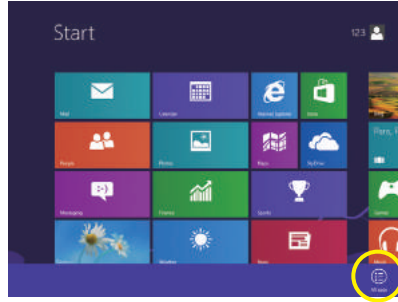 Start
123
Mail
Calendar
Internet Explorer
Store
People
Photos
Maps
SkyDrive
Messaging
Finance
Sports
Games
Weather
News
Music
All apps